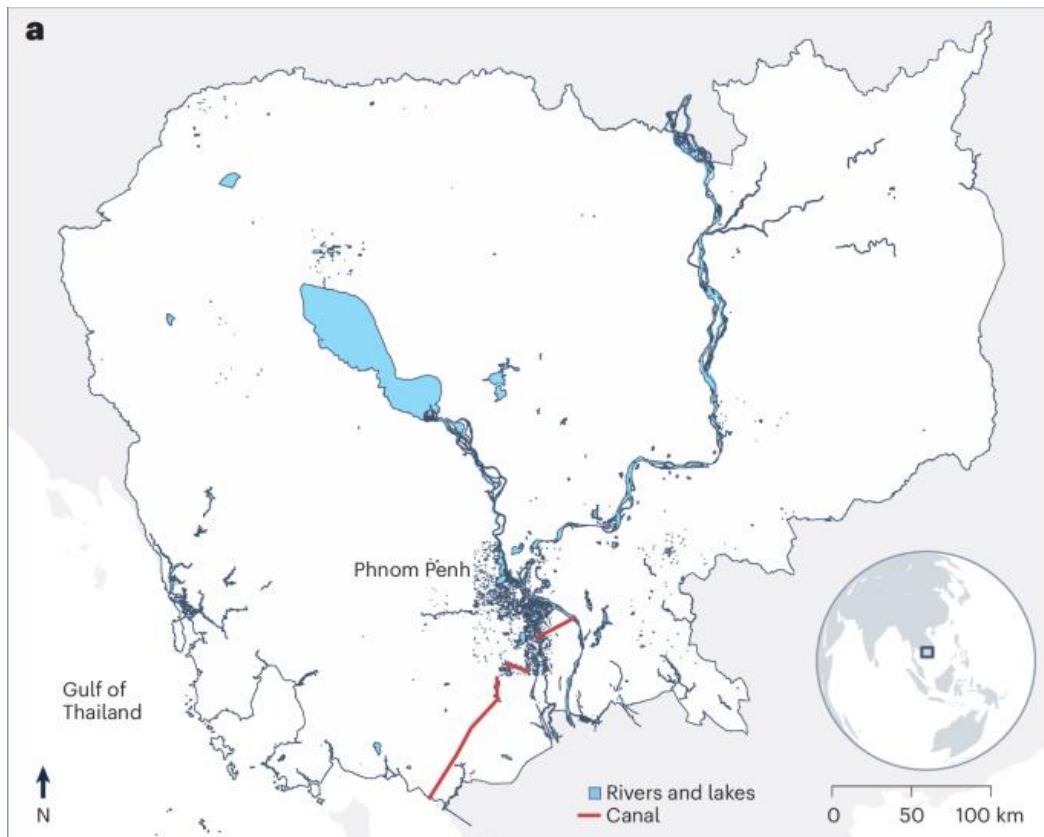 a
Phnom Penh
Gulf of
Thailand
N
Rivers and lakes
Canal
0 50 100 km